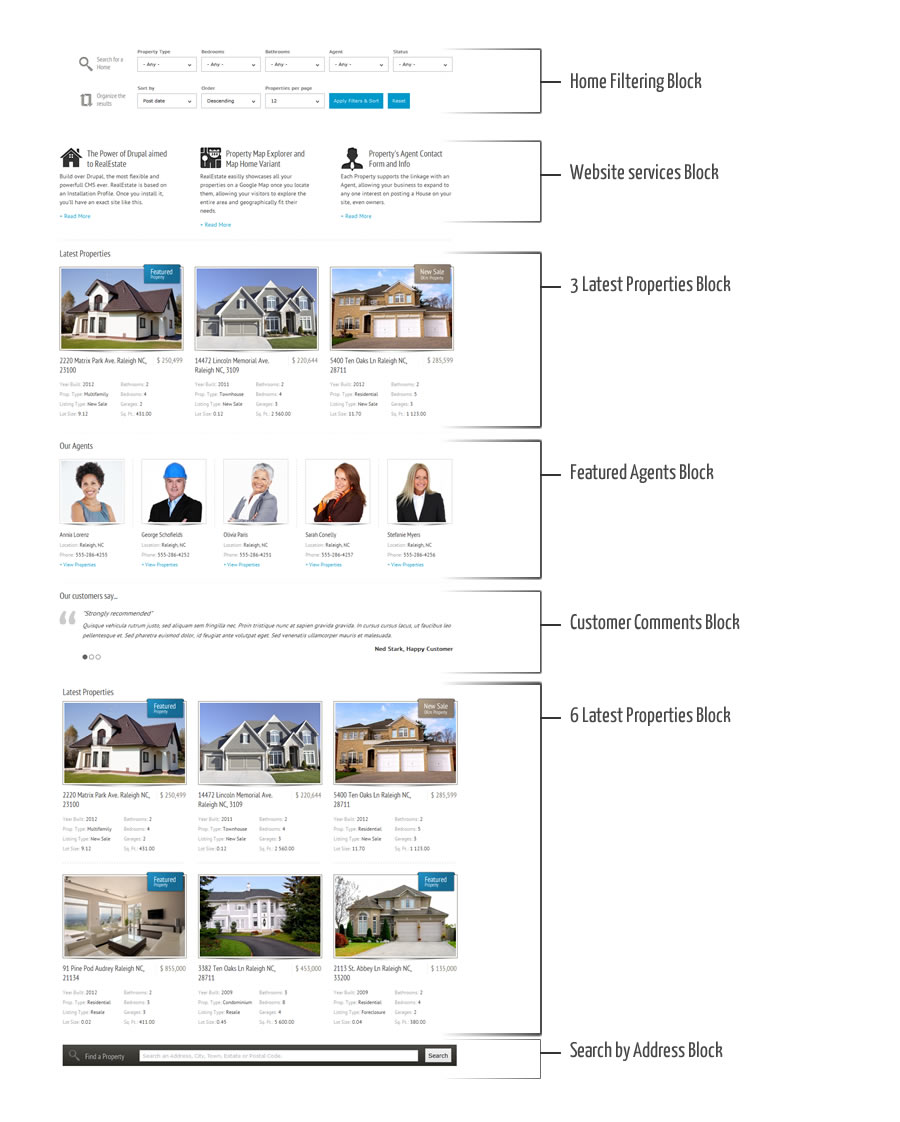 Property Type Bedrooms Bathrooms Agent Status
Search for a
Home
- Any - - Any - - Any - - Any - - Any -
Sort by Order Properties per page
Organize the
results
Post date Descending 12 Apply Filters & Sort Reset
Home Filtering Block
The Power of Drupal aimed
to RealEstate
Build over Drupal, the most flexible and
powerfull CMS ever. RealEstate is based on
an Installation Profile. Once you install it,
you'll have an exact site like this.
+ Read More
Property Map Explorer and
Map Home Variant
RealEstate easilly showcases all your
properties on a Google Map once you locate
them, allowing your visitors to explore the
entire area and geographically fit their
needs.
+ Read More
Property's Agent Contact
Form and Info
Each Property supports the linkage with an
Agent, allowing your business to expand to
any one interest on posting a House on your
site, even owners.
+ Read More
Website services Block
Latest Properties
Featured
Property
New Sale
Slim Property
2220 Matrix Park Ave. Raleigh NC,
23100
$ 250,499
Year Built: 2012 Bathrooms: 2
Prop. Type: Multifamily Bedrooms: 4
Listing Type: New Sale Garages: 2
Lot Size: 9.12 Sq. Ft.: 431.00
14472 Lincoln Memorial Ave.
Raleigh NC, 3109
$ 220,644
Year Built: 2011 Bathrooms: 2
Prop. Type: Townhouse Bedrooms: 4
Listing Type: New Sale Garages: 3
Lot Size: 0.12 Sq. Ft.: 2 560.00
5400 Ten Oaks Ln Raleigh NC,
28711
$ 285,599
Year Built: 2012 Bathrooms: 2
Prop. Type: Residential Bedrooms: 5
Listing Type: New Sale Garages: 3
Lot Size: 11.70 Sq. Ft.: 1 123.00
3 Latest Properties Block
Our Agents
Annia Lorenz
Location: Raleigh, NC
Phone: 555-286-4255
+ View Properties
George Schofields
Location: Raleigh, NC
Phone: 555-286-4252
+ View Properties
Olivia Paris
Location: Raleigh, NC
Phone: 555-286-4251
+ View Properties
Sarah Conelly
Location: Raleigh, NC
Phone: 555-286-4257
+ View Properties
Stefanie Myers
Location: Raleigh, NC
Phone: 555-286-4256
+ View Properties
Featured Agents Block
Our customers say...
"Strongly recommended"
Quisque vehicula rutrum justo, sed aliquam sem fringilla nec. Proin tristique nunc at sapien gravida gravida. In cursus cursus lacus, ut faucibus leo
pellentesque et. Sed pharetra euismod dolor, id feugiat ante volutpat eget. Sed venenatis ullamcorper mauris et malesuada.
Ned Stark, Happy Customer
Customer Comments Block
Latest Properties
Featured
Property
New Sale
Slim Property
2220 Matrix Park Ave. Raleigh NC,
23100
$ 250,499
Year Built: 2012 Bathrooms: 2
Prop. Type: Multifamily Bedrooms: 4
Listing Type: New Sale Garages: 2
Lot Size: 9.12 Sq. Ft.: 431.00
14472 Lincoln Memorial Ave.
Raleigh NC, 3109
$ 220,644
Year Built: 2011 Bathrooms: 2
Prop. Type: Townhouse Bedrooms: 4
Listing Type: New Sale Garages: 3
Lot Size: 0.12 Sq. Ft.: 2 560.00
5400 Ten Oaks Ln Raleigh NC,
28711
$ 285,599
Year Built: 2012 Bathrooms: 2
Prop. Type: Residential Bedrooms: 5
Listing Type: New Sale Garages: 3
Lot Size: 11.70 Sq. Ft.: 1 123.00
6 Latest Properties Block
Featured
Property
Featured
Property
91 Pine Pod Audrey Raleigh NC,
21134
$ 855,000
Year Built: 2012 Bathrooms: 2
Prop. Type: Residential Bedrooms: 3
Listing Type: Resale Garages: 3
Lot Size: 0.02 Sq. Ft.: 411.00
3382 Ten Oaks Ln Raleigh NC,
28711
$ 453,000
Year Built: 2009 Bathrooms: 3
Prop. Type: Condominium Bedrooms: 8
Listing Type: Resale Garages: 4
Lot Size: 0.45 Sq. Ft.: 5 600.00
2113 St. Abbey Ln Raleigh NC,
33200
$ 135,000
Year Built: 2009 Bathrooms: 2
Prop. Type: Residential Bedrooms: 4
Listing Type: Foreclosure Garages: 2
Lot Size: 0.04 Sq. Ft.: 380.00
Find a Property Search an Address, City, Town, Estate or Postal Code. Search
Search by Address Block